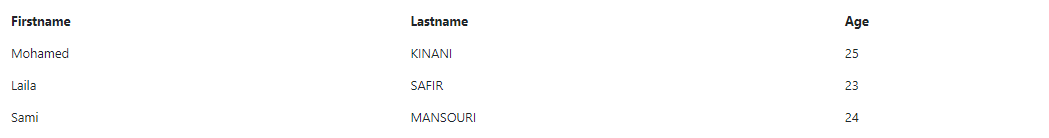 Firstname Lastname Age
Mohamed KINANI 25
Laila SAFIR 23
Sami MANSOURI 24